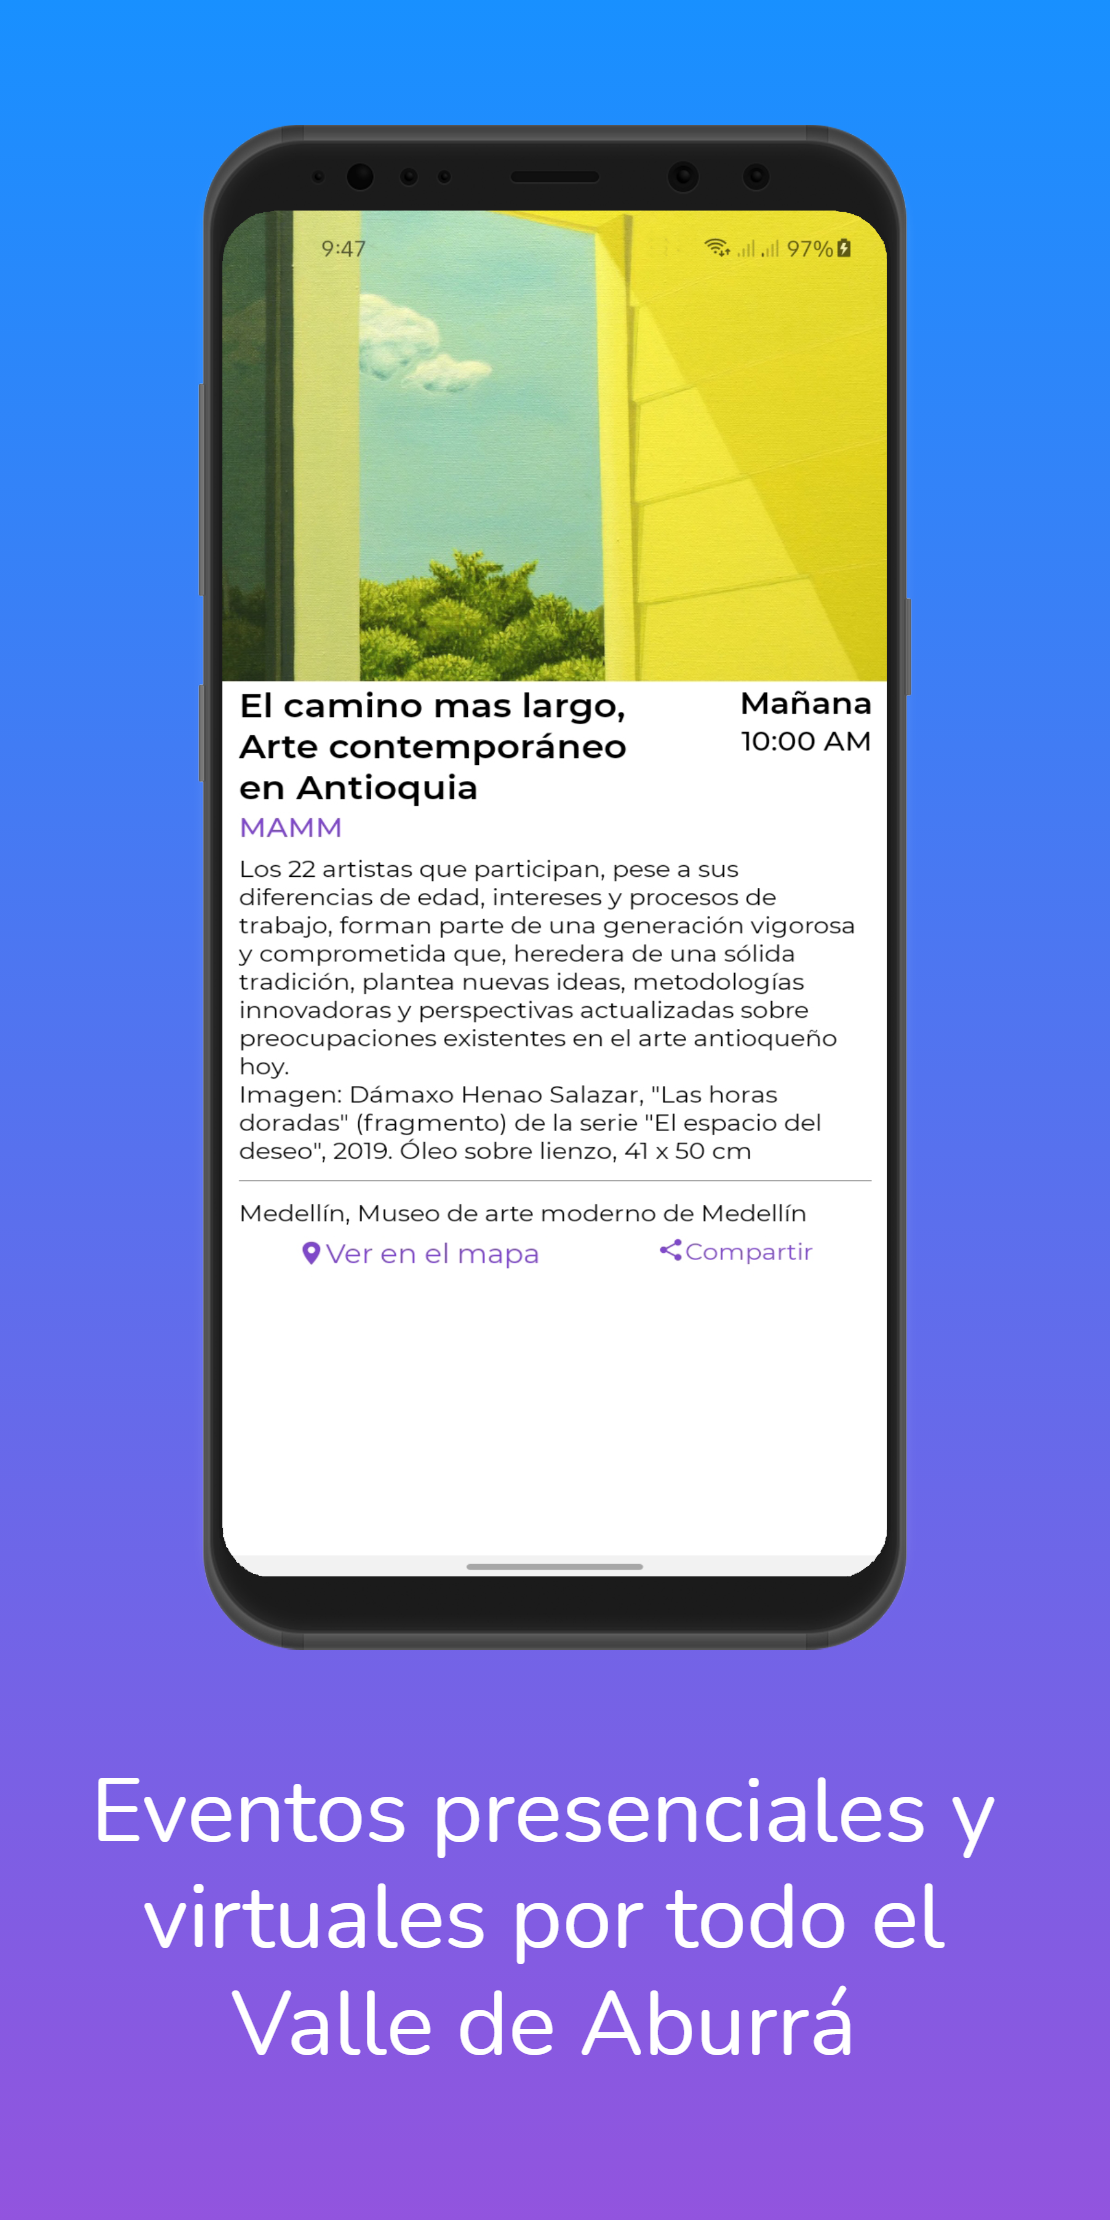 9:47
97%
El camino mas largo,
Arte contemporáneo
en Antioquia
Mañana
10:00 AM
MAMM
Los 22 artistas que participan, pese a sus
diferencias de edad, intereses y procesos de
trabajo, forman parte de una generación vigorosa
y comprometida que, heredera de una sólida
tradición, plantea nuevas ideas, metodologías
innovadoras y perspectivas actualizadas sobre
preocupaciones existentes en el arte antioqueño
hoy.
Imagen: Dámaxo Henao Salazar, "Las horas
doradas" (fragmento) de la serie "El espacio del
deseo", 2019. Óleo sobre lienzo, 41 x 50 cm
Medellín, Museo de arte moderno de Medellín
Ver en el mapa
Compartir
Eventos presenciales y
virtuales por todo el
Valle de Aburrá